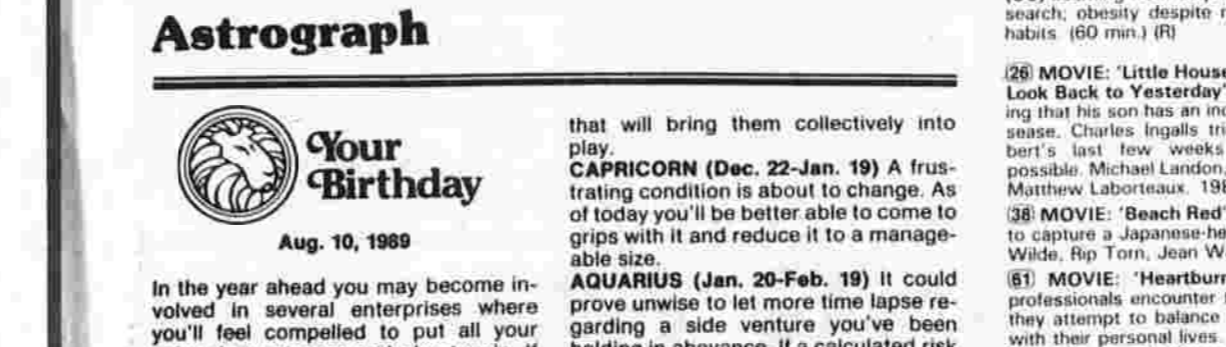 Astrograph
Your
Birthday
Aug. 10, 1989
In the year ahead you may become in-
volved in several enterprises where
you'll feel compelled to put all your
that will bring them collectively into
play.
CAPRICORN (Dec. 22-Jan. 19) A frus-
trating condition is about to change. As
of today you'll be better able to come to
grips with it and reduce it to a manage-
able size.
AQUARIUS (Jan. 20-Feb. 19) It could
prove unwise to let more time lapse re-
garding a side venture you've been
holding in abeyance. If a calculated risk
search; obesity despite
habits. (60 min.) (R)
26 MOVIE: 'Little House
Look Back to Yesterday'
ing that his son has an
sease, Charles Ingalls
bert's last few weeks
possible. Michael Landon,
Matthew Laborteaux.
38 MOVIE: 'Beach Red'
to capture a Japanese-
Wilde, Rip Torn, Jean
61 MOVIE: 'Heartburn
professionals encounter
they attempt to balance
with their personal lives